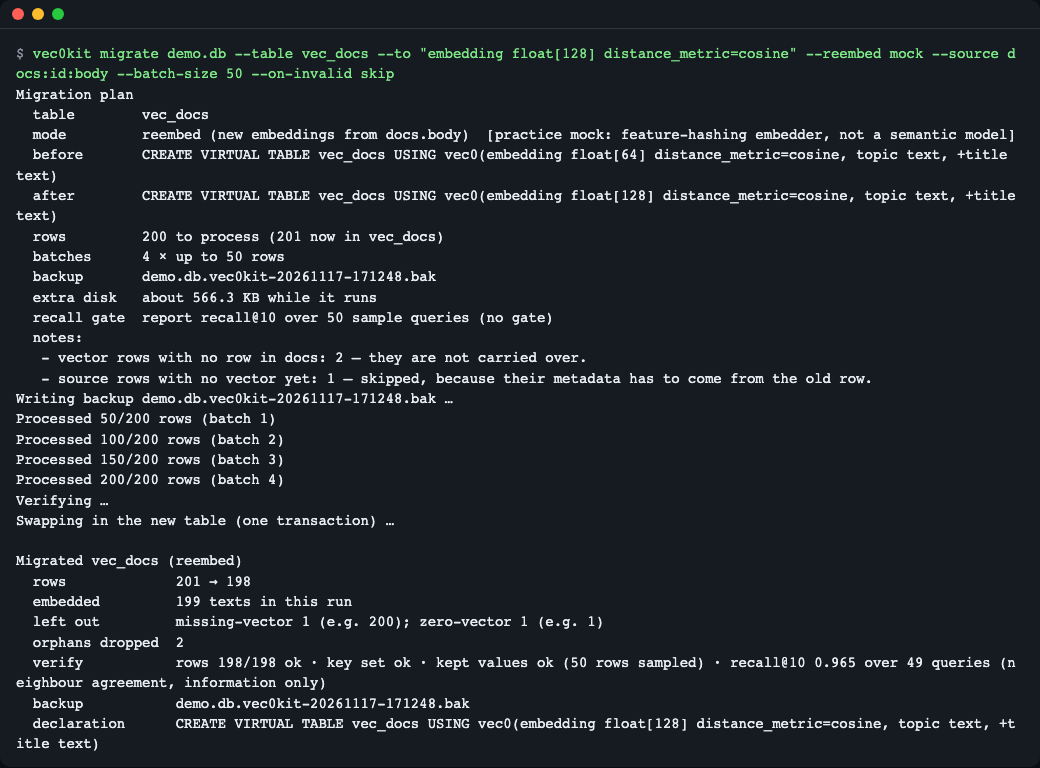 $ vec0kit migrate demo.db --table vec_docs --to "embedding float[128] distance_metric=cosine" --reembed mock --source d
ocs:id:body --batch-size 50 --on-invalid skip
Migration plan
  table        vec_docs
  mode         reembed (new embeddings from docs.body)  [practice mock: feature-hashing embedder, not a semantic model]
  before       CREATE VIRTUAL TABLE vec_docs USING vec0(embedding float[64] distance_metric=cosine, topic text, +title
text)
  after        CREATE VIRTUAL TABLE vec_docs USING vec0(embedding float[128] distance_metric=cosine, topic text, +title
text)
  rows         200 to process (201 now in vec_docs)
  batches      4 × up to 50 rows
  backup       demo.db.vec0kit-20261117-171248.bak
  extra disk   about 566.3 KB while it runs
  recall gate  report recall@10 over 50 sample queries (no gate)
  notes:
   - vector rows with no row in docs: 2 — they are not carried over.
   - source rows with no vector yet: 1 — skipped, because their metadata has to come from the old row.
Writing backup demo.db.vec0kit-20261117-171248.bak …
Processed 50/200 rows (batch 1)
Processed 100/200 rows (batch 2)
Processed 150/200 rows (batch 3)
Processed 200/200 rows (batch 4)
Verifying …
Swapping in the new table (one transaction) …

Migrated vec_docs (reembed)
  rows             201 → 198
  embedded         199 texts in this run
  left out         missing-vector 1 (e.g. 200); zero-vector 1 (e.g. 1)
  orphans dropped  2
  verify           rows 198/198 ok · key set ok · kept values ok (50 rows sampled) · recall@10 0.965 over 49 queries (n
eighbour agreement, information only)
  backup           demo.db.vec0kit-20261117-171248.bak
  declaration      CREATE VIRTUAL TABLE vec_docs USING vec0(embedding float[128] distance_metric=cosine, topic text, +t
itle text)